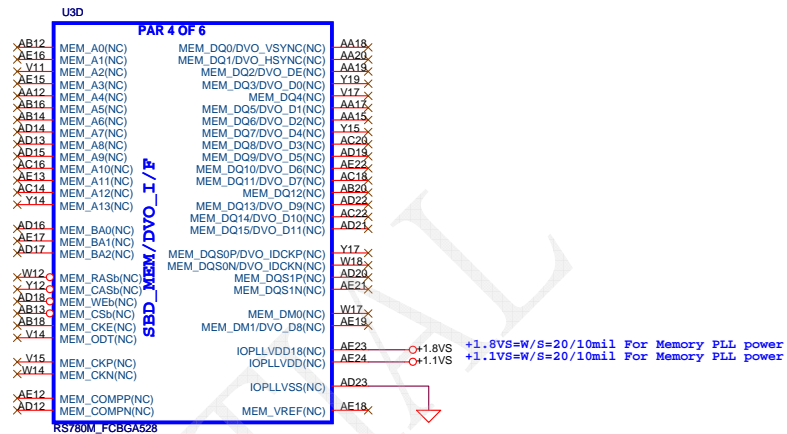 U3D
PAR 4 OF 6
AB12 MEM_A0(NC) MEM_DQ0/DVO_VSYNC(NC) AA18
AE16 MEM_A1(NC) MEM_DQ1/DVO_HSYNC(NC) AA20
V11 MEM_A2(NC) MEM_DQ2/DVO_DE(NC) AA19
AE15 MEM_A3(NC) MEM_DQ3/DVO_D0(NC) Y19
AA12 MEM_A4(NC) MEM_DQ4(NC) V17
AB16 MEM_A5(NC) MEM_DQ5/DVO_D1(NC) AA17
AB14 MEM_A6(NC) MEM_DQ6/DVO_D2(NC) AA15
AD14 MEM_A7(NC) MEM_DQ7/DVO_D4(NC) Y15
AD13 MEM_A8(NC) MEM_DQ8/DVO_D3(NC) AC20
AD15 MEM_A9(NC) MEM_DQ9/DVO_D5(NC) AD19
AC16 MEM_A10(NC) MEM_DQ10/DVO_D6(NC) AE22
AE13 MEM_A11(NC) MEM_DQ11/DVO_D7(NC) AC18
AC14 MEM_A12(NC) MEM_DQ12(NC) AB20
Y14 MEM_A13(NC) MEM_DQ13/DVO_D9(NC) AD22
MEM_DQ14/DVO_D10(NC) AC22
AD16 MEM_BA0(NC) MEM_DQ15/DVO_D11(NC) AD21
AE17 MEM_BA1(NC)
AD17 MEM_BA2(NC) MEM_DQS0P/DVO_IDCKP(NC) Y17
MEM_DQS0N/DVO_IDCKN(NC) W18
W12 MEM_RASb(NC) MEM_DQS1P(NC) AD20
Y12 MEM_CASb(NC) MEM_DQS1N(NC) AE21
AD18 MEM_WEb(NC)
AB13 MEM_CSb(NC) MEM_DM0(NC) W17
AB18 MEM_CKE(NC) MEM_DM1/DVO_D8(NC) AE19
V14 MEM_ODT(NC)
IOPLLVDD18(NC) AE23 +1.8VS +1.8VS=W/S=20/10mil For Memory PLL power
V15 MEM_CKP(NC) IOPLLVDD(NC) AE24 +1.1VS +1.1VS=W/S=20/10mil For Memory PLL power
W14 MEM_CKN(NC)
IOPLLVSS(NC) AD23
AE12 MEM_COMPP(NC)
AD12 MEM_COMPN(NC) MEM_VREF(NC) AE18
SBD_MEM/DVO_I/F
RS780M_FCBGA528